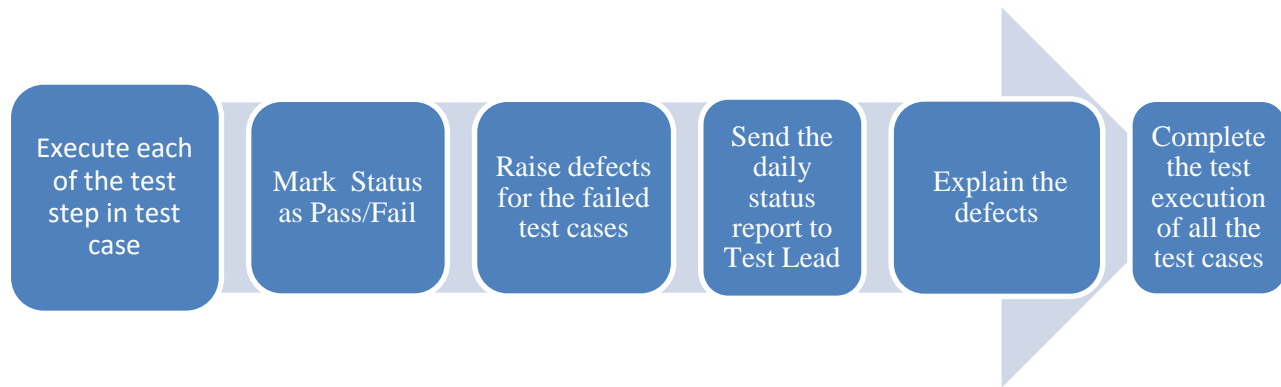 Execute each
of the test
step in test
case
Mark  Status
as Pass/Fail
Raise defects
for the failed
test cases
Send the
daily
status
report to
Test Lead
Explain the
defects
Complete
the test
execution
of all the
test cases